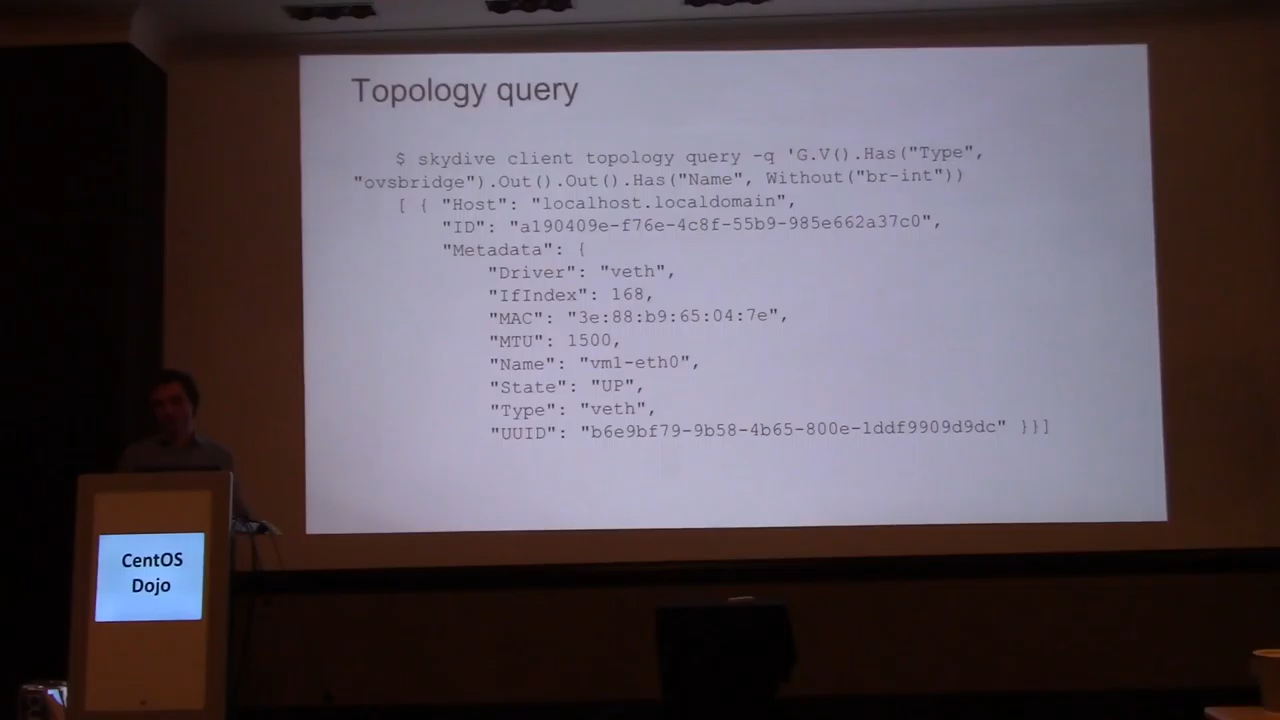 Topology query
$ skydive client topology query -q 'G.V().Has("Type",
"ovsbridge").Out().Out().Has("Name", Without("br-int"))
[ { "Host": "localhost.localdomain",
"ID": "a190409e-f76e-4c8f-55b9-985e662a37c0",
"Metadata": {
"Driver": "veth",
"IfIndex": 168,
"MAC": "3e:88:b9:65:04:7e",
"MTU": 1500,
"Name": "vm1-eth0",
"State": "UP",
"Type": "veth",
"UUID": "b6e9bf79-9b58-4b65-800e-1ddf9909d9dc" }}]
CentOS
Dojo